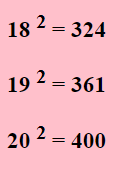 18 ² = 324
19 ² = 361
20 ² = 400